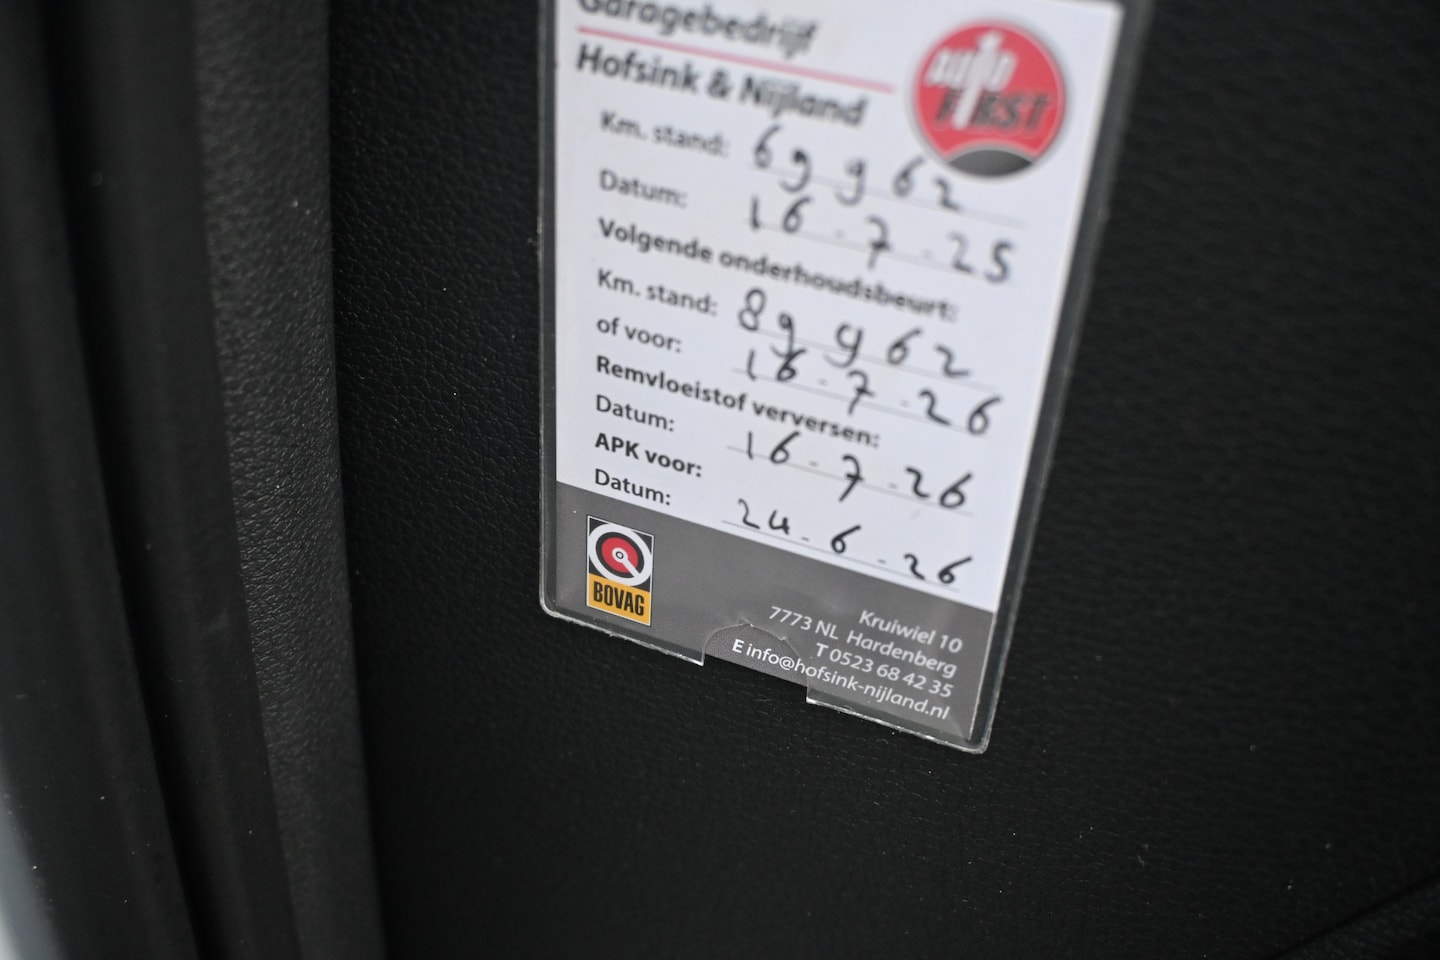 Garagebedrijf
Hofsink & Nijland
AUTO FIRST
Km. stand: 69962
Datum: 16-7-25
Volgende onderhoudsbeurt:
Km. stand: 89962
of voor: 16-7-26
Remvloeistof verversen:
Datum: 16-7-26
APK voor:
Datum: 24-6-26
BOVAG
Kruiwiel 10
7773 NL Hardenberg
T 0523 68 42 35
E info@hofsink-nijland.nl